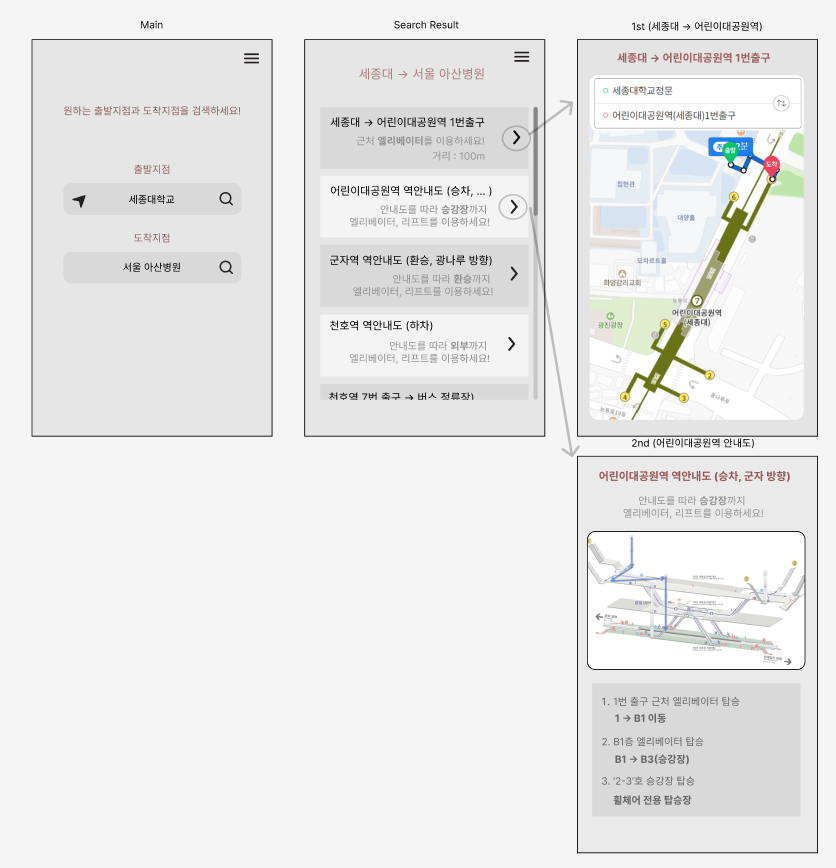 Main
원하는 출발지점과 도착지점을 검색하세요!
출발지점
세종대학교
도착지점
서울 아산병원
Search Result
세종대 → 서울 아산병원
세종대 → 어린이대공원역 1번출구
근처 엘리베이터를 이용하세요!
거리 : 100m
어린이대공원역 역안내도 (승차, ... )
안내도를 따라 승강장까지
엘리베이터, 리프트를 이용하세요!
군자역 역안내도 (환승, 광나루 방향)
안내도를 따라 환승까지
엘리베이터, 리프트를 이용하세요!
천호역 역안내도 (하차)
안내도를 따라 외부까지
엘리베이터, 리프트를 이용하세요!
천호역 7번 출구 → 버스 정류장)
1st (세종대 → 어린이대공원역)
세종대 → 어린이대공원역 1번출구
세종대학교정문
어린이대공원역(세종대)1번출구
출발
도착
집현관
6
대양홀
모차르트홀
화양감리교회
7
어린이대공원역
(세종대)
광진광장
5
2
4
3
능동로19길
2nd (어린이대공원역 안내도)
어린이대공원역 역안내도 (승차, 군자 방향)
안내도를 따라 승강장까지
엘리베이터, 리프트를 이용하세요!
1. 1번 출구 근처 엘리베이터 탑승
1 → B1 이동
2. B1층 엘리베이터 탑승
B1 → B3(승강장)
3. '2-3'호 승강장 탑승
휠체어 전용 탑승장